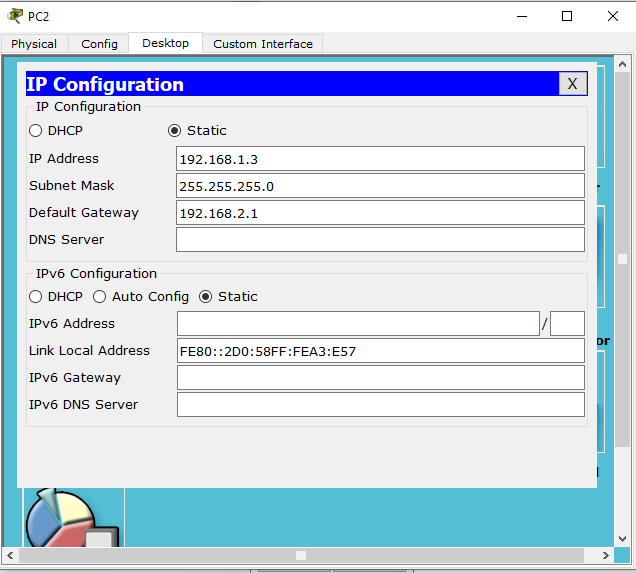 PC2
Physical Config Desktop Custom Interface
IP Configuration X
IP Configuration
DHCP Static
IP Address 192.168.1.3
Subnet Mask 255.255.255.0
Default Gateway 192.168.2.1
DNS Server
IPv6 Configuration
DHCP Auto Config Static
IPv6 Address /
Link Local Address FE80::2D0:58FF:FEA3:E57
IPv6 Gateway
IPv6 DNS Server
or